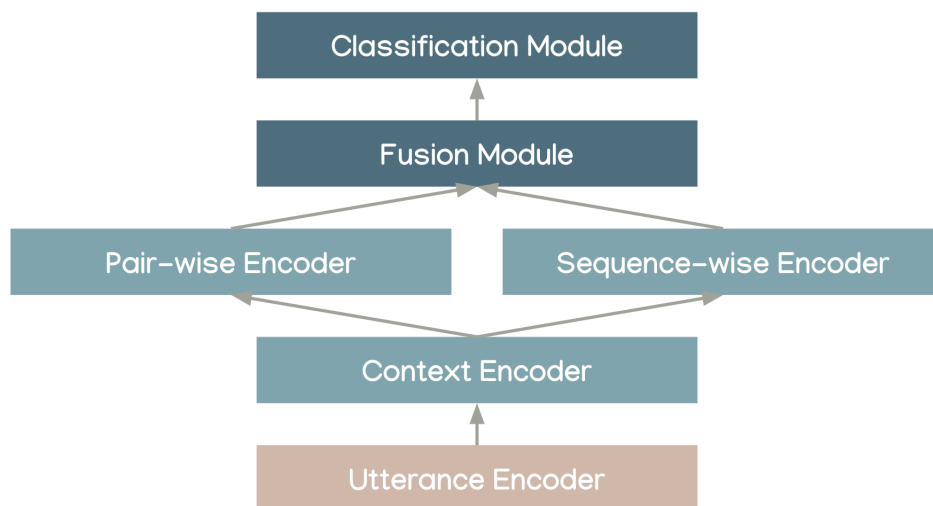 Classification Module
Fusion Module
Pair-wise Encoder
Sequence-wise Encoder
Context Encoder
Utterance Encoder